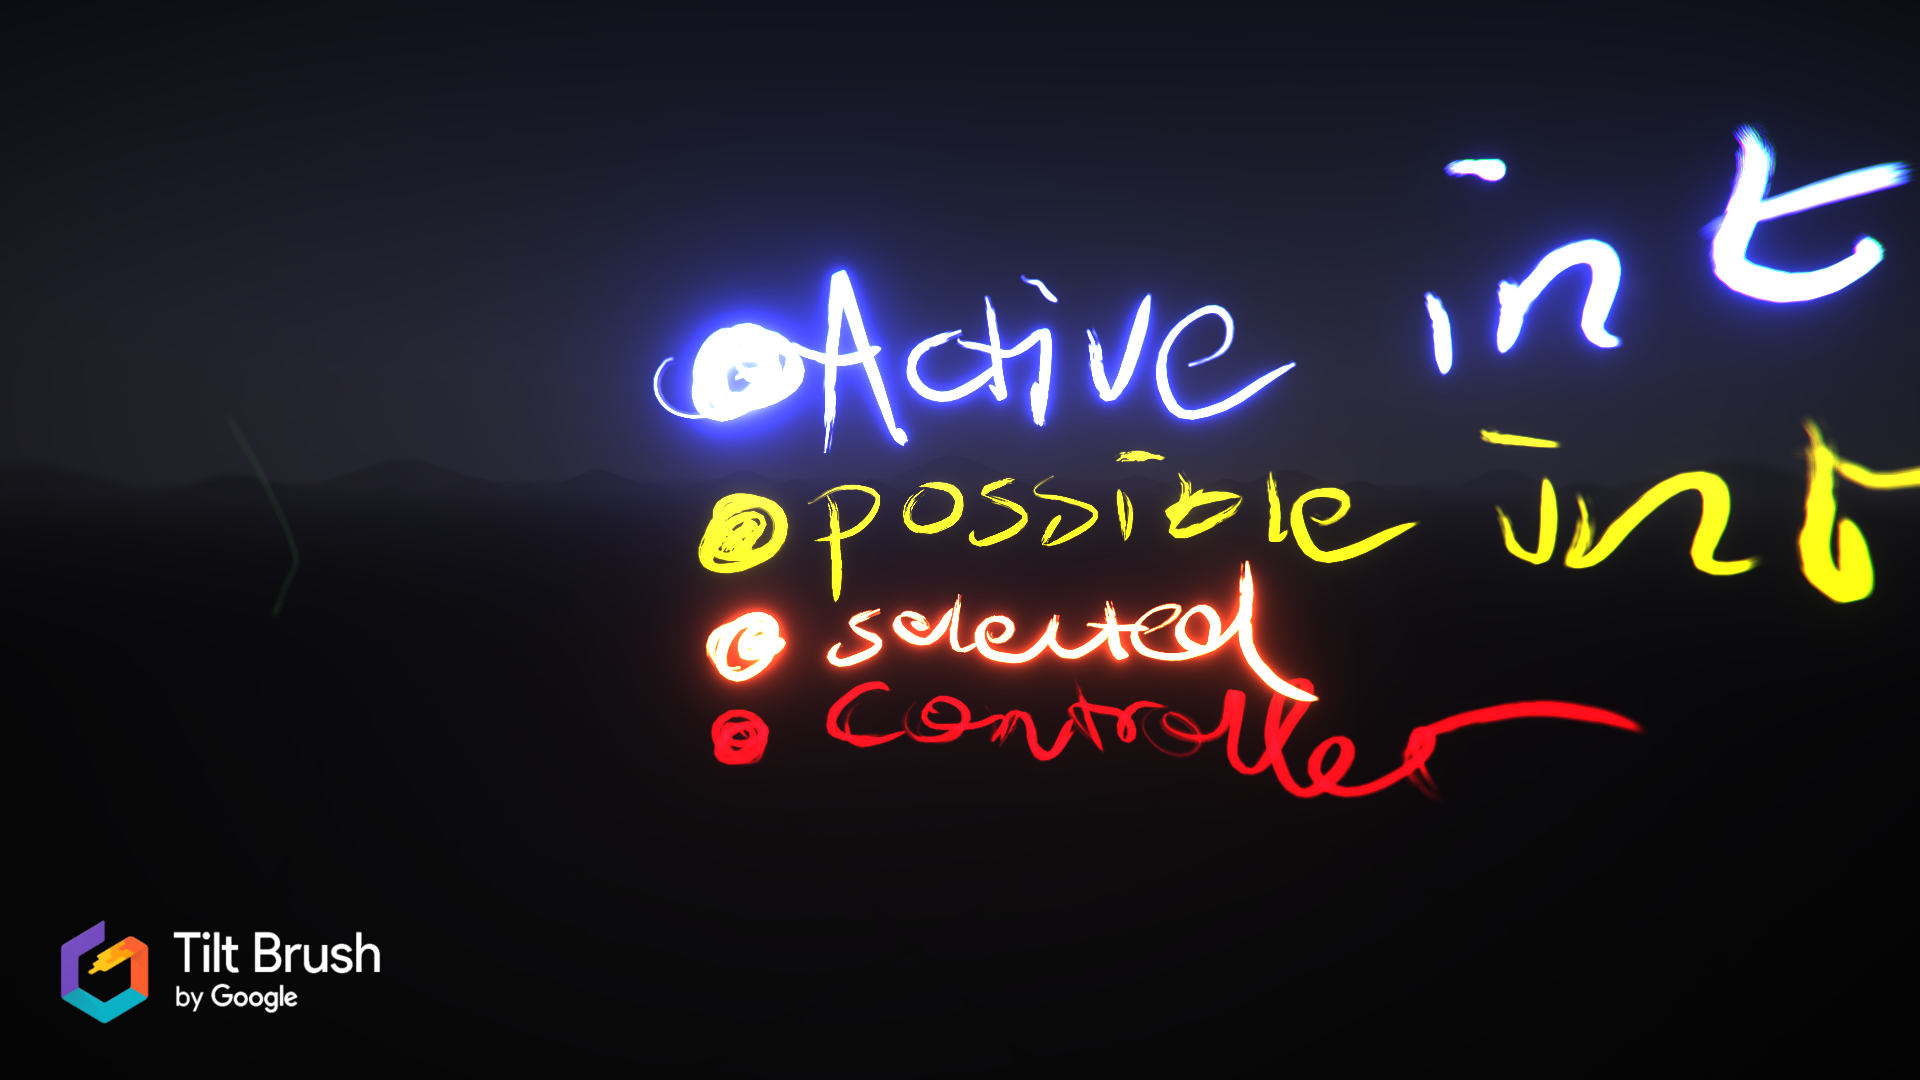 Active int
possible int
selected
controller
Tilt Brush
by Google